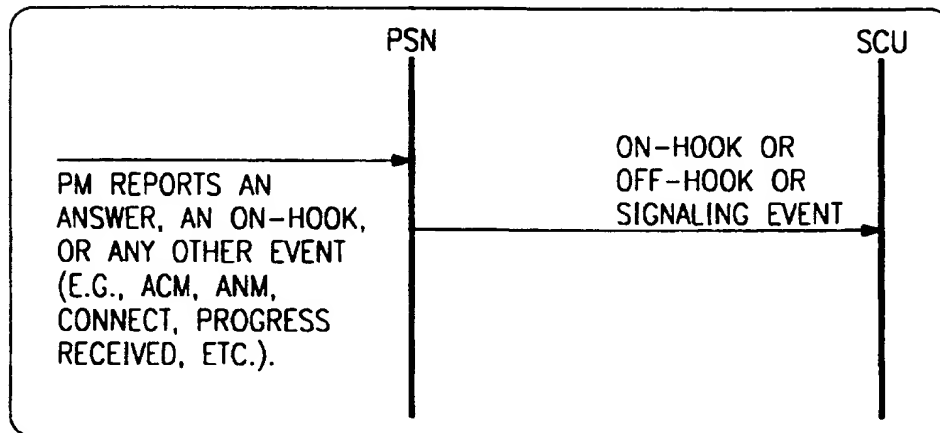 PSN
SCU
ON-HOOK OR
OFF-HOOK OR
SIGNALING EVENT
PM REPORTS AN
ANSWER, AN ON-HOOK,
OR ANY OTHER EVENT
(E.G., ACM, ANM,
CONNECT, PROGRESS
RECEIVED, ETC.).